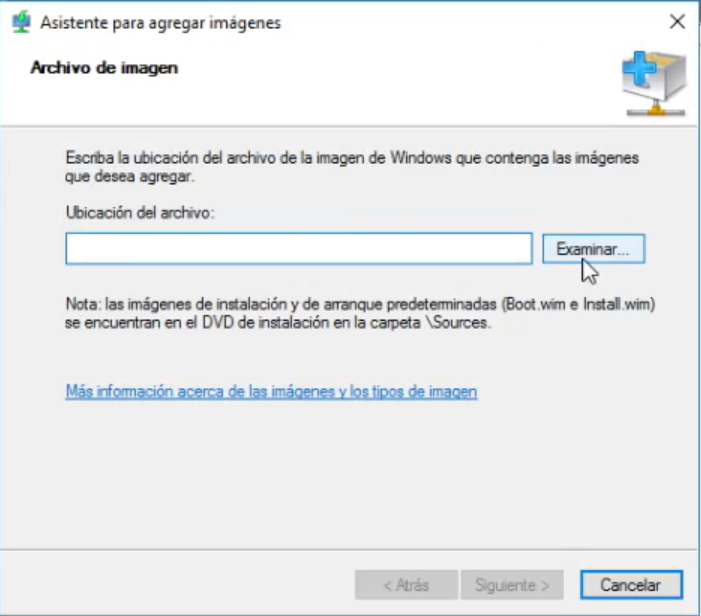 Asistente para agregar imágenes
Archivo de imagen
Escriba la ubicación del archivo de la imagen de Windows que contenga las imágenes
que desea agregar.
Ubicación del archivo:
Examinar...
Nota: las imágenes de instalación y de arranque predeterminadas (Boot.wim e Install.wim)
se encuentran en el DVD de instalación en la carpeta \Sources.
Más información acerca de las imágenes y los tipos de imagen
< Atrás Siguiente > Cancelar